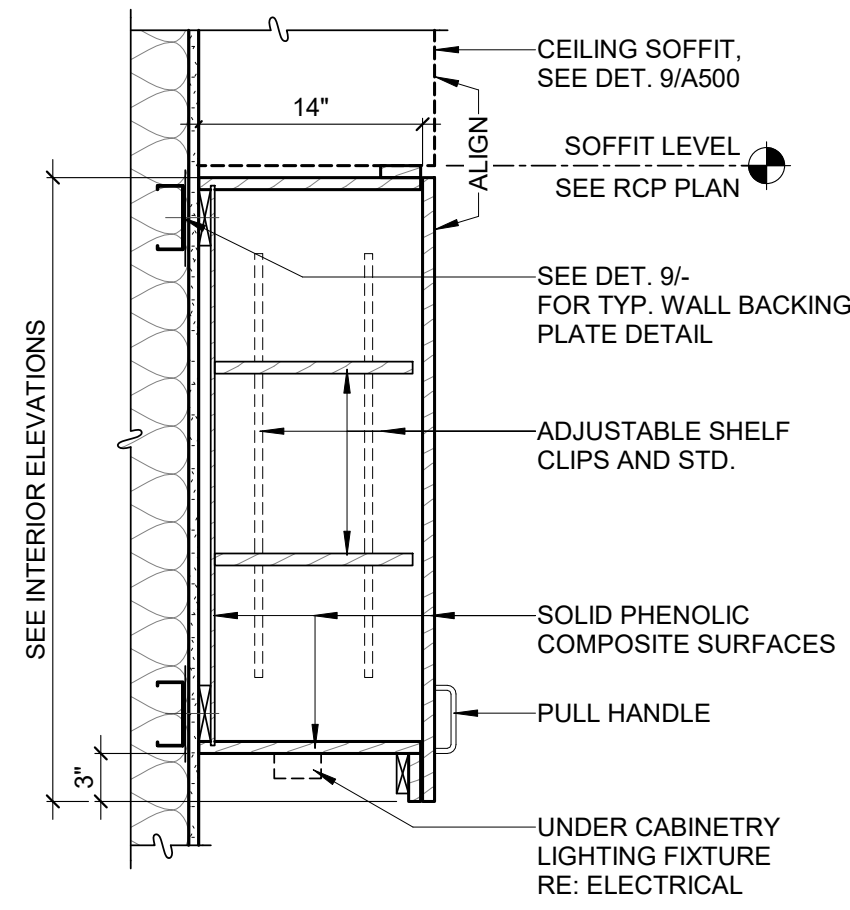 CEILING SOFFIT,
SEE DET. 9/A500
14"
ALIGN
SOFFIT LEVEL
SEE RCP PLAN
SEE DET. 9/-
FOR TYP. WALL BACKING
PLATE DETAIL
SEE INTERIOR ELEVATIONS
ADJUSTABLE SHELF
CLIPS AND STD.
SOLID PHENOLIC
COMPOSITE SURFACES
PULL HANDLE
3"
UNDER CABINETRY
LIGHTING FIXTURE
RE: ELECTRICAL